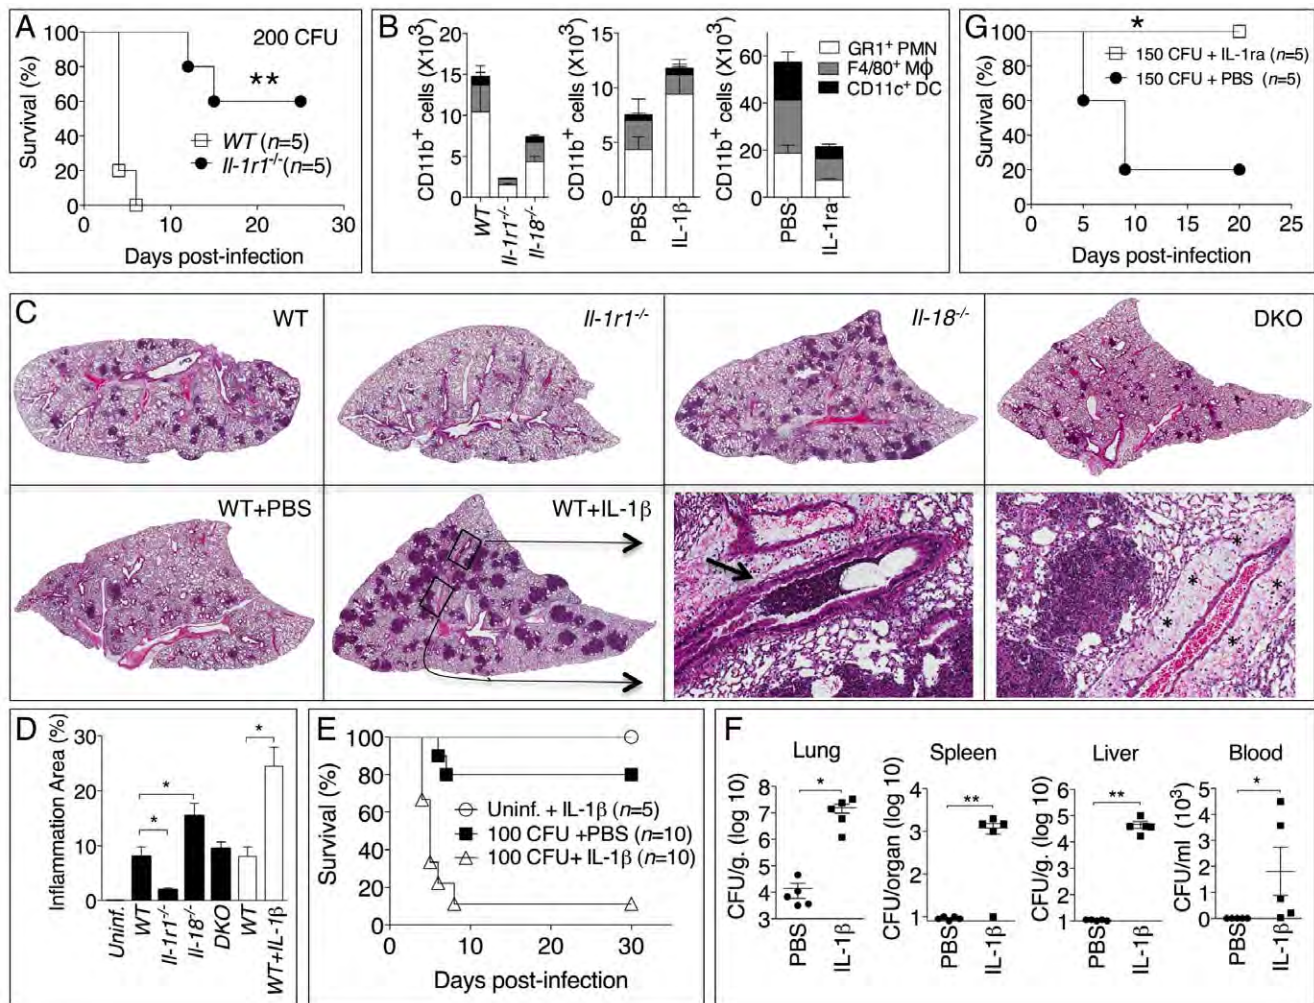 A
200 CFU
Survival (%)
100
80
60
40
20
0
**
WT (n=5)
Il-1r1-/- (n=5)
0 10 20 30
Days post-infection
B
CD11b+ cells (X10³)
20
15
10
5
0
WT
Il-1r1-/-
Il-18-/-
CD11b+ cells (X10³)
15
10
5
0
PBS
IL-1β
CD11b+ cells (X10³)
60
40
20
0
PBS
IL-1ra
GR1+ PMN
F4/80+ Mϕ
CD11c+ DC
G
Survival (%)
100
80
60
40
20
0
*
150 CFU + IL-1ra (n=5)
150 CFU + PBS (n=5)
0 5 10 15 20 25
Days post-infection
C
WT
Il-1r1-/-
Il-18-/-
DKO
WT+PBS
WT+IL-1β
* * * * *
D
Inflammation Area (%)
30
20
10
0
*
*
*
Uninf.
WT
Il-1r1-/-
Il-18-/-
DKO
WT
WT+IL-1β
E
Survival (%)
100
80
60
40
20
0
Uninf. + IL-1β (n=5)
100 CFU +PBS (n=10)
100 CFU+ IL-1β (n=10)
0 10 20 30
Days post-infection
F
Lung
CFU/g. (log 10)
7
6
5
4
3
*
PBS
IL-1β
Spleen
CFU/organ (log 10)
3
2
1
**
PBS
IL-1β
Liver
CFU/g. (log 10)
6
5
4
3
2
1
**
PBS
IL-1β
Blood
CFU/ml (10³)
5
4
3
2
1
0
*
PBS
IL-1β